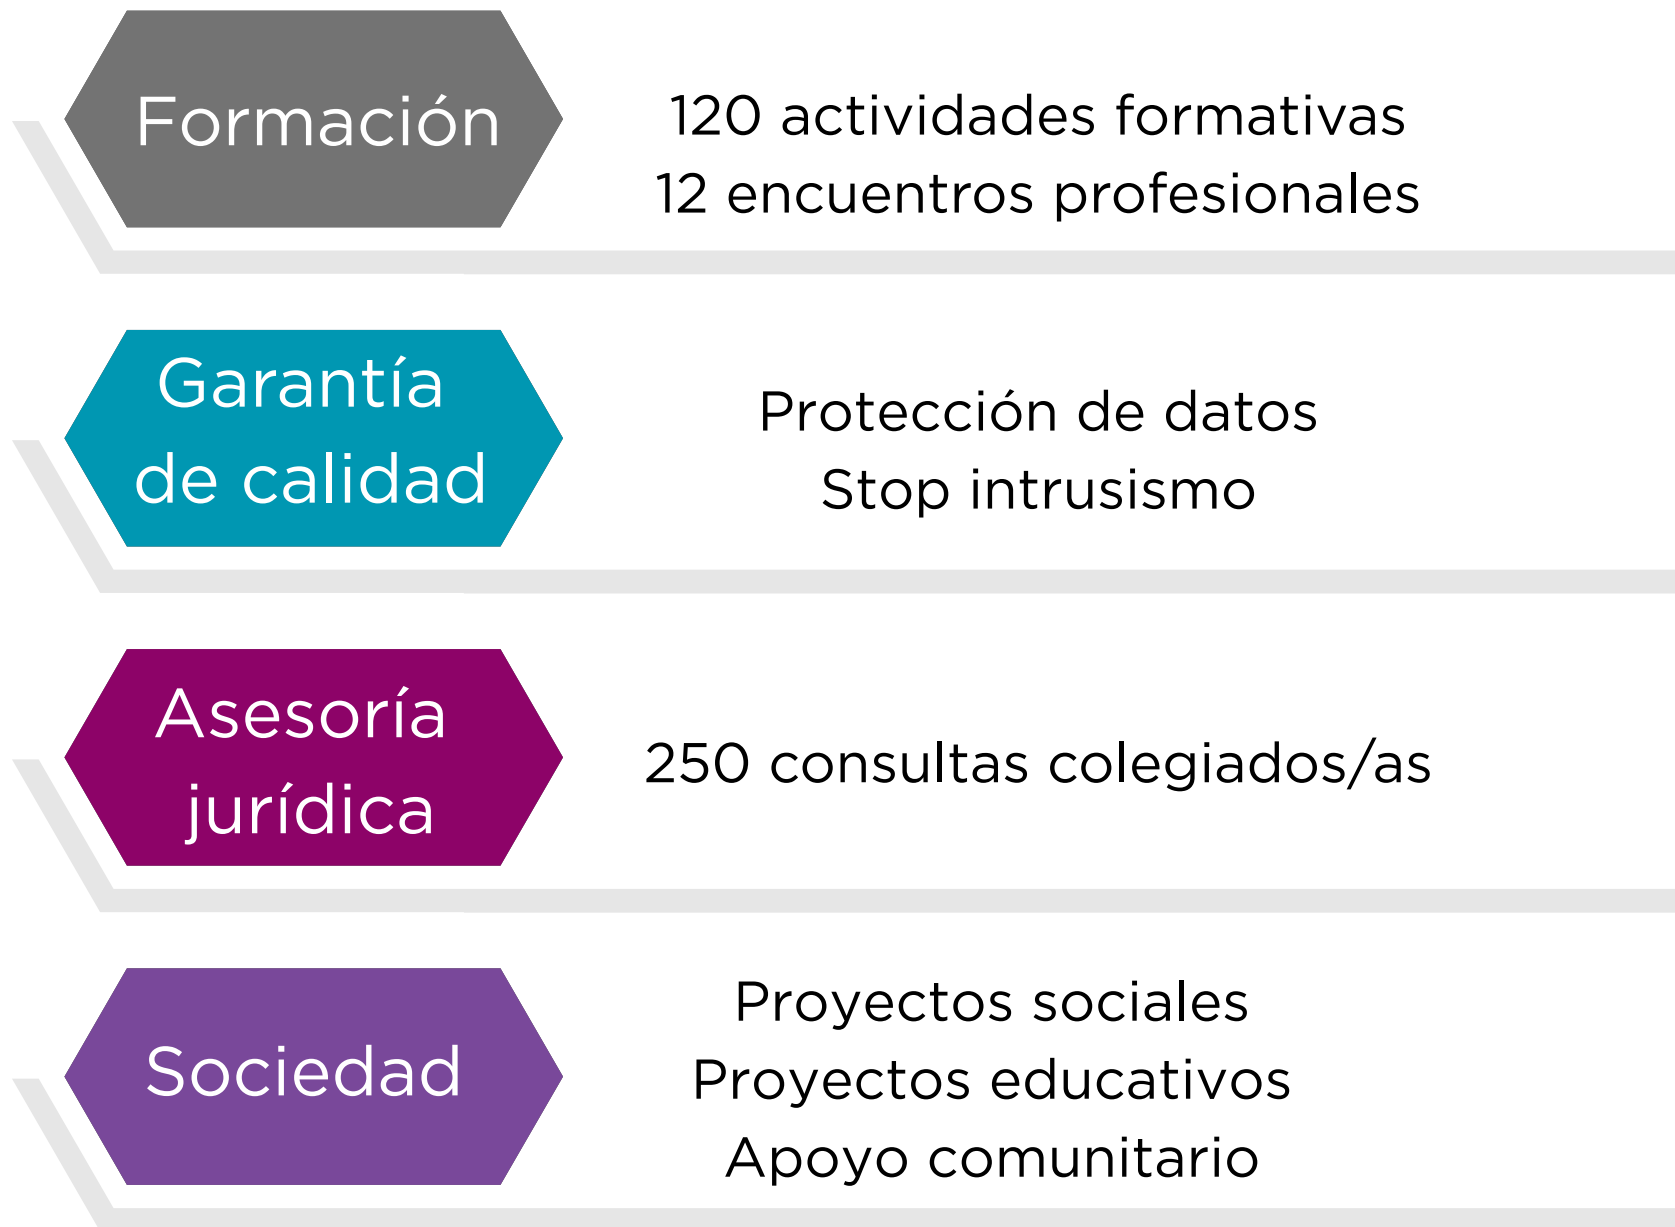 Formación
120 actividades formativas
12 encuentros profesionales
Garantía
de calidad
Protección de datos
Stop intrusismo
Asesoría
jurídica
250 consultas colegiados/as
Sociedad
Proyectos sociales
Proyectos educativos
Apoyo comunitario